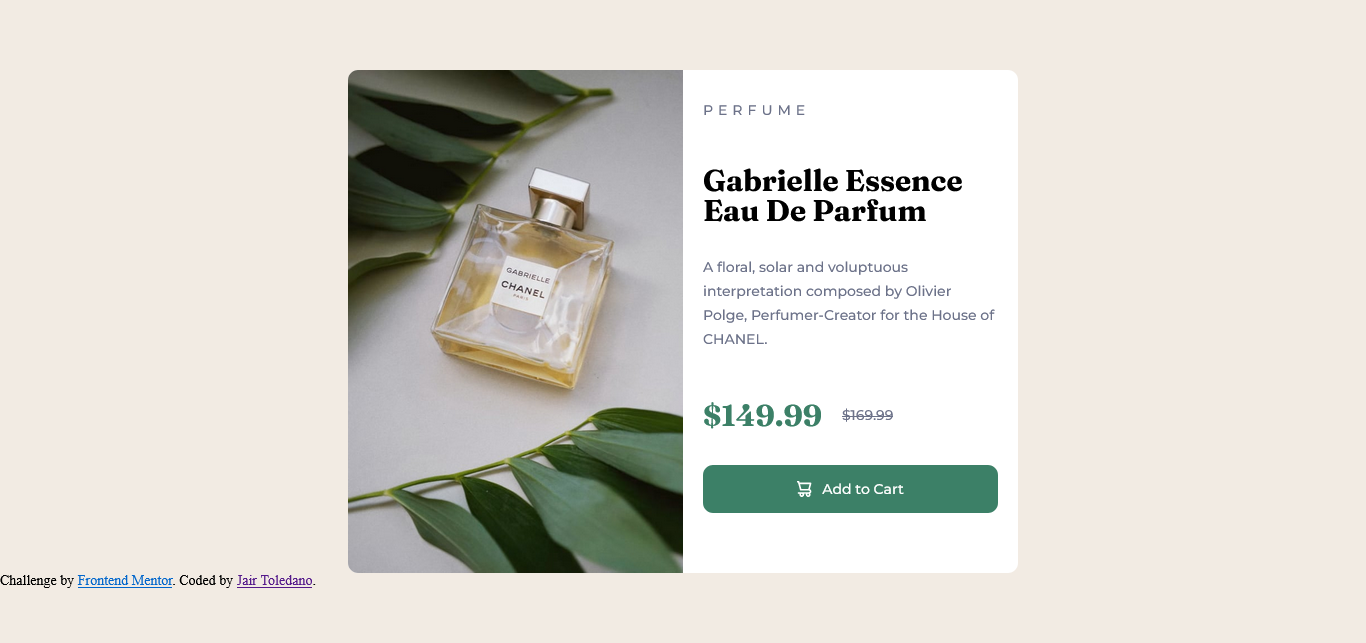 PERFUME
Gabrielle Essence
Eau De Parfum
A floral, solar and voluptuous
interpretation composed by Olivier
Polge, Perfumer-Creator for the House of
CHANEL.
$149.99 $169.99
Add to Cart
GABRIELLE
CHANEL
PARIS
Challenge by Frontend Mentor. Coded by Jair Toledano.